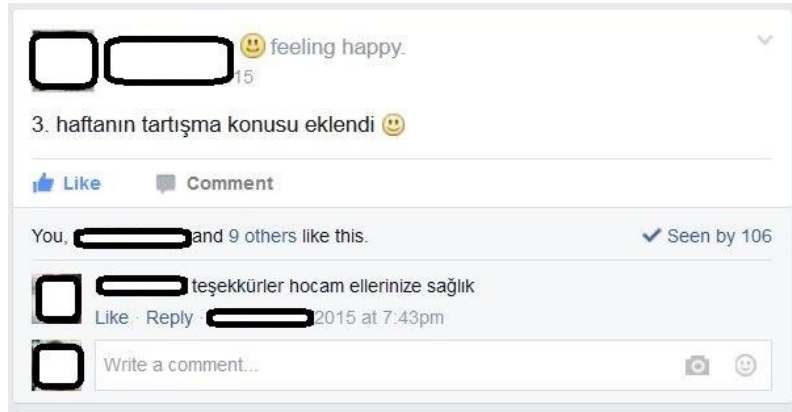 feeling happy.
15
3. haftanın tartışma konusu eklendi
Like Comment
You, and 9 others like this. Seen by 106
teşekkürler hocam ellerinize sağlık
Like · Reply · 2015 at 7:43pm
Write a comment...